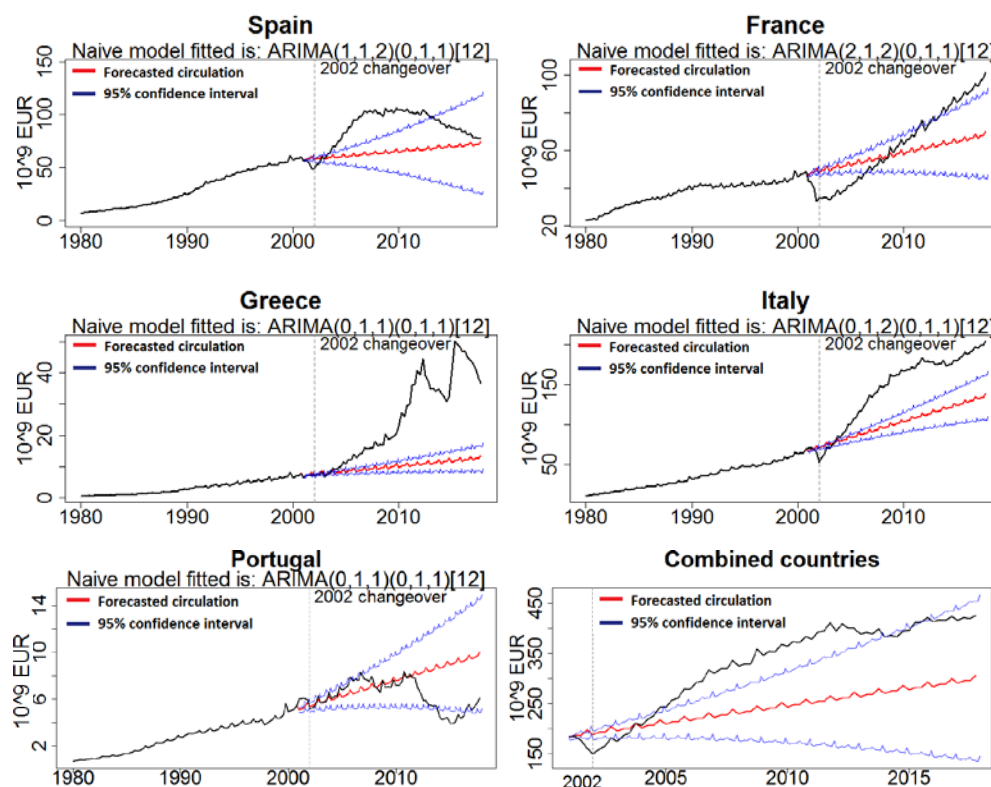 Spain
Naive model fitted is: ARIMA(1,1,2)(0,1,1)[12]
2002 changeover
Forecasted circulation
95% confidence interval
10^9 EUR
150
100
50
0
1980
1990
2000
2010
France
Naive model fitted is: ARIMA(2,1,2)(0,1,1)[12]
2002 changeover
Forecasted circulation
95% confidence interval
10^9 EUR
100
60
20
1980
1990
2000
2010
Greece
Naive model fitted is: ARIMA(0,1,1)(0,1,1)[12]
2002 changeover
Forecasted circulation
95% confidence interval
10^9 EUR
40
20
0
1980
1990
2000
2010
Italy
Naive model fitted is: ARIMA(0,1,2)(0,1,1)[12]
2002 changeover
Forecasted circulation
95% confidence interval
10^9 EUR
150
50
1980
1990
2000
2010
Portugal
Naive model fitted is: ARIMA(0,1,1)(0,1,1)[12]
2002 changeover
Forecasted circulation
95% confidence interval
10^9 EUR
14
10
6
2
1980
1990
2000
2010
Combined countries
Forecasted circulation
95% confidence interval
10^9 EUR
450
350
250
150
2002
2005
2010
2015